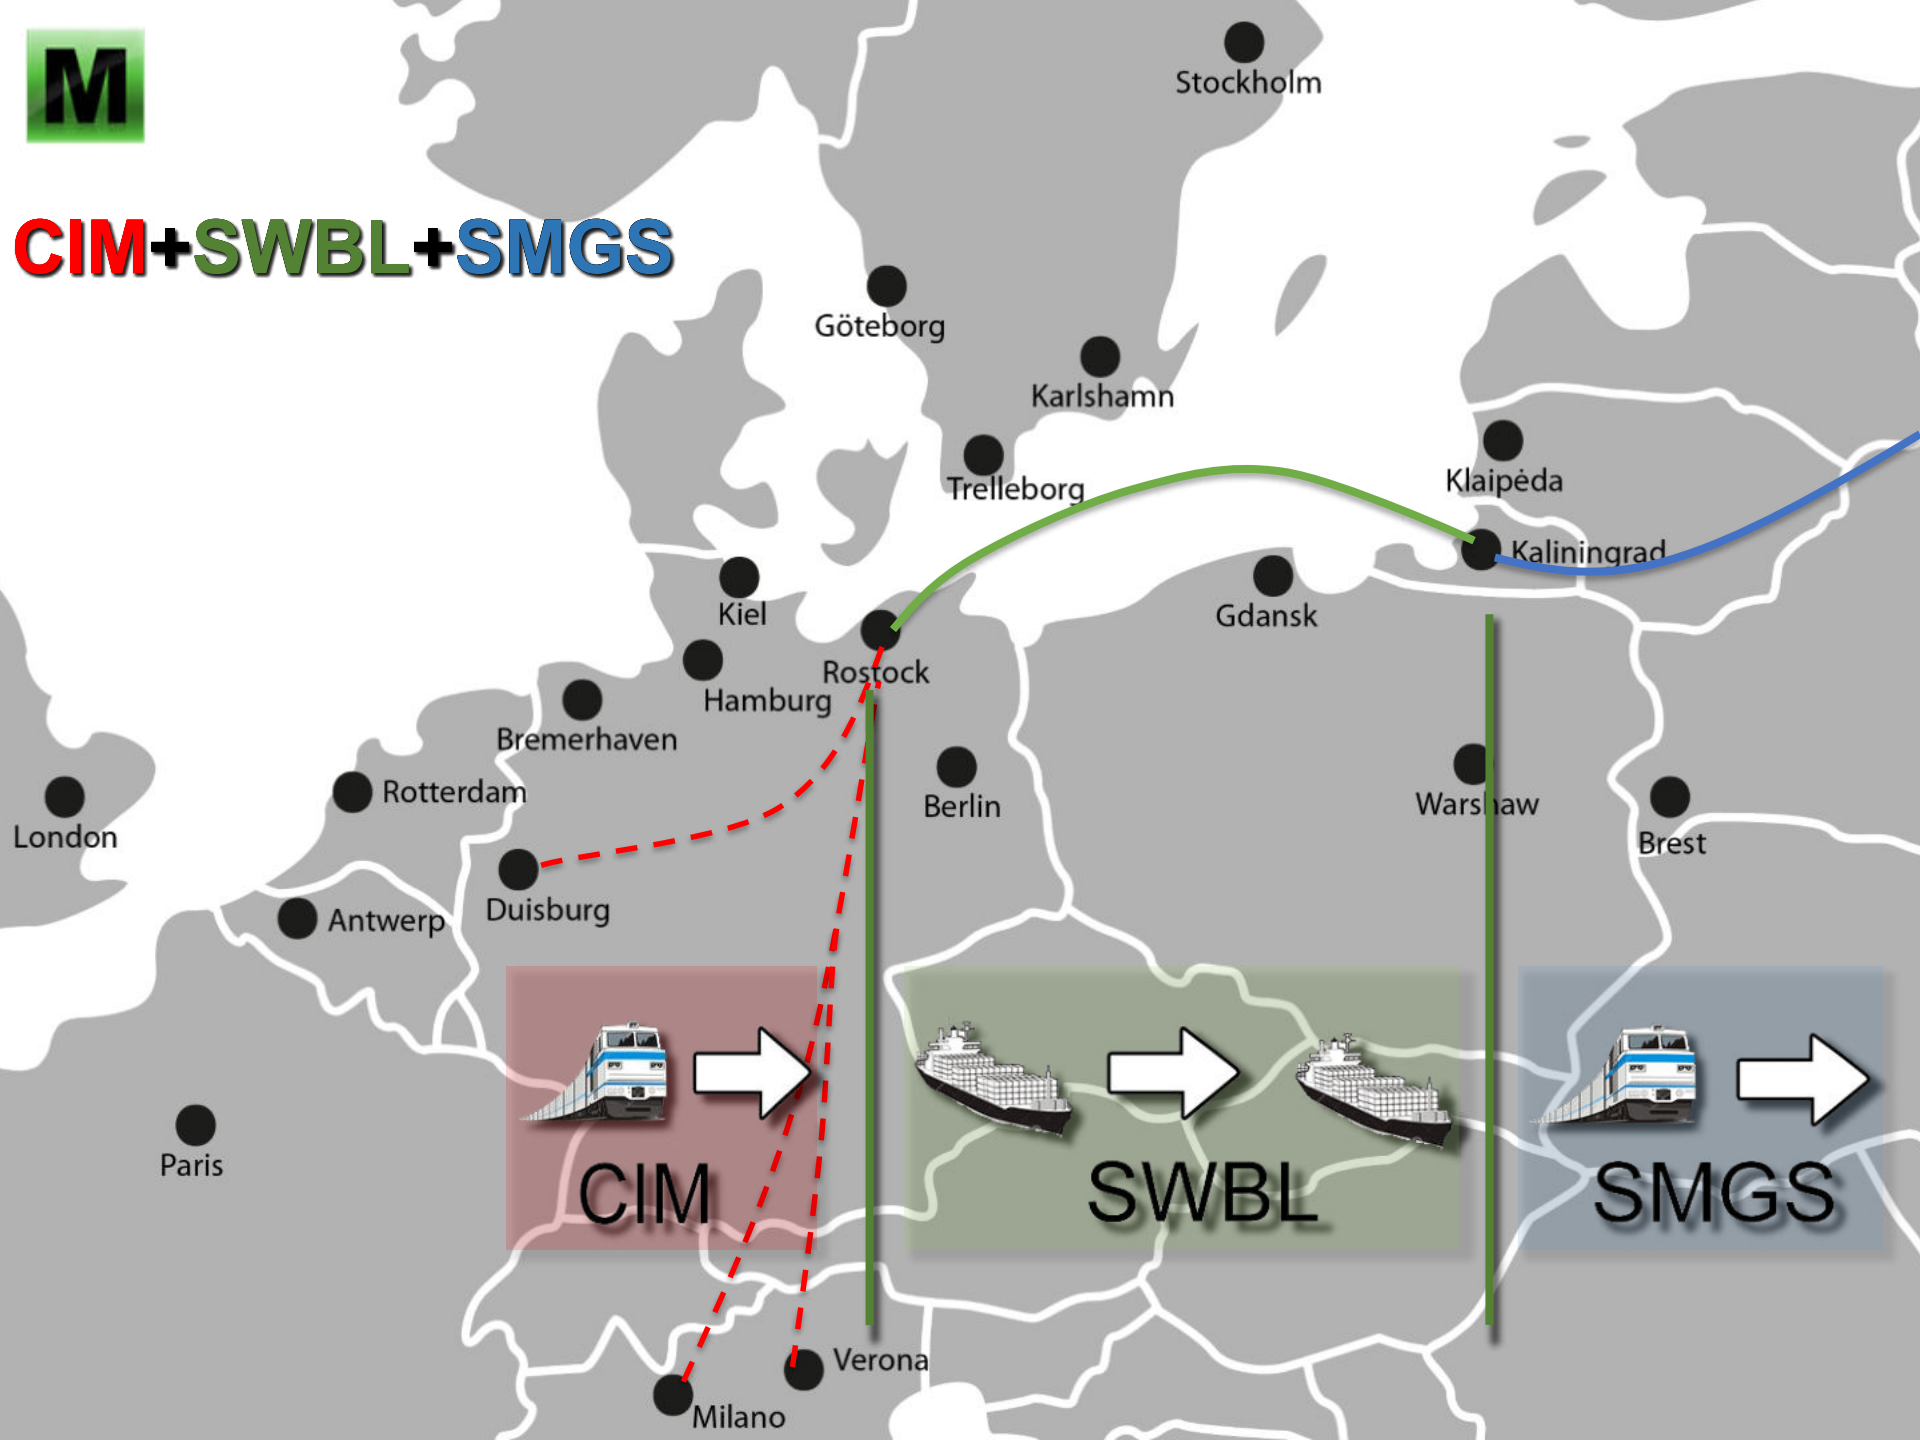 M
Stockholm
CIM+SWBL+SMGS
Göteborg
Karlshamn
Klaipėda
Trelleborg
Kaliningrad
Kiel
Gdansk
Rostock
Hamburg
Bremerhaven
Rotterdam
Berlin
Warshaw
London
Brest
Duisburg
Antwerp
Paris
CIM
SWBL
SMGS
Verona
Milano